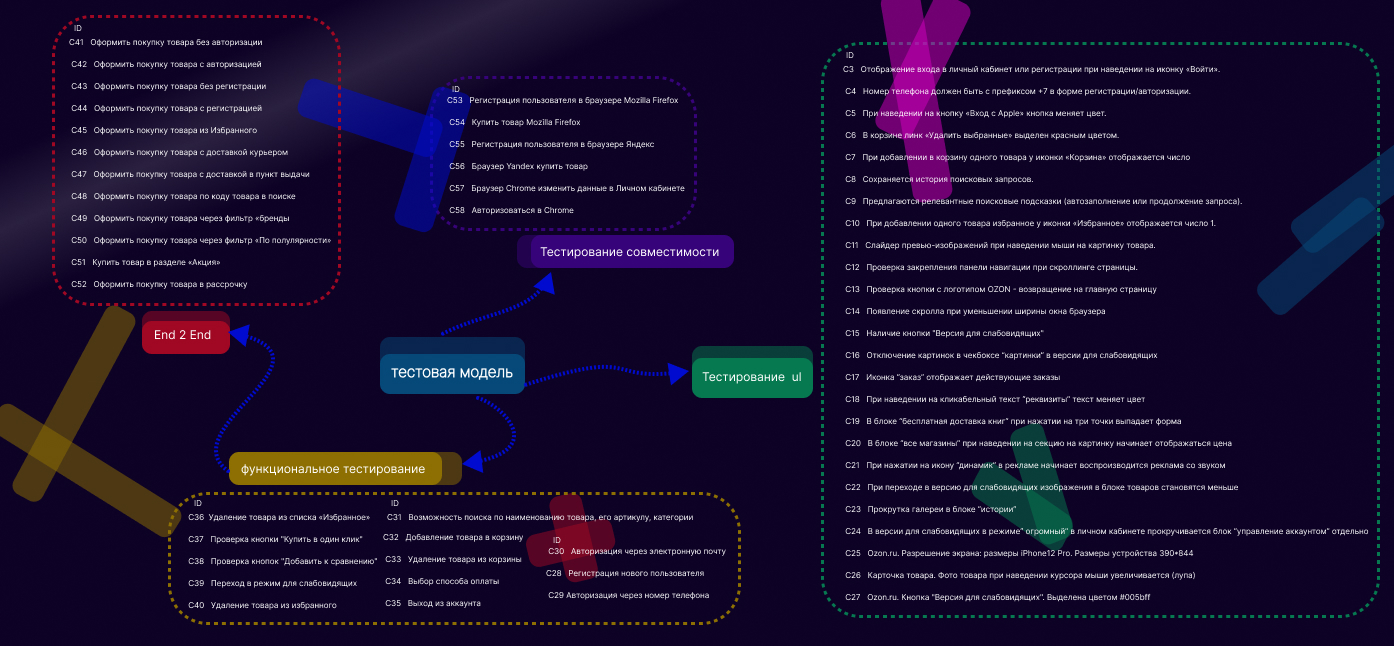 ID
C41 Оформить покупку товара без авторизации
C42 Оформить покупку товара с авторизацией
C43 Оформить покупку товара без регистрации
C44 Оформить покупку товара с регистрацией
C45 Оформить покупку товара из Избранного
C46 Оформить покупку товара с доставкой курьером
C47 Оформить покупку товара с доставкой в пункт выдачи
C48 Оформить покупку товара по коду товара в поиске
C49 Оформить покупку товара через фильтр «бренды
C50 Оформить покупку товара через фильтр «По популярности»
C51 Купить товар в разделе «Акция»
C52 Оформить покупку товара в рассрочку
End 2 End
ID
C53 Регистрация пользователя в браузере Mozilla Firefox
C54 Купить товар Mozilla Firefox
C55 Регистрация пользователя в браузере Яндекс
C56 Браузер Yandex купить товар
C57 Браузер Chrome изменить данные в Личном кабинете
C58 Авторизоваться в Chrome
Тестирование совместимости
тестовая модель
Тестирование ul
ID
C3 Отображение входа в личный кабинет или регистрации при наведении на иконку «Войти».
C4 Номер телефона должен быть с префиксом +7 в форме регистрации/авторизации.
C5 При наведении на кнопку «Вход с Apple» кнопка меняет цвет.
C6 В корзине линк «Удалить выбранные» выделен красным цветом.
C7 При добавлении в корзину одного товара у иконки «Корзина» отображается число
C8 Сохраняется история поисковых запросов.
C9 Предлагаются релевантные поисковые подсказки (автозаполнение или продолжение запроса).
C10 При добавлении одного товара избранное у иконки «Избранное» отображается число 1.
C11 Слайдер превью-изображений при наведении мыши на картинку товара.
C12 Проверка закрепления панели навигации при скроллинге страницы.
C13 Проверка кнопки с логотипом OZON - возвращение на главную страницу
C14 Появление скролла при уменьшении ширины окна браузера
C15 Наличие кнопки "Версия для слабовидящих"
C16 Отключение картинок в чекбоксе "картинки" в версии для слабовидящих
C17 Иконка "заказ" отображает действующие заказы
C18 При наведении на кликабельный текст "реквизиты" текст меняет цвет
C19 В блоке "бесплатная доставка книг" при нажатии на три точки выпадает форма
C20 В блоке "все магазины" при наведении на секцию на картинку начинает отображаться цена
C21 При нажатии на икону "динамик" в рекламе начинает воспроизводится реклама со звуком
C22 При переходе в версию для слабовидящих изображения в блоке товаров становятся меньше
C23 Прокрутка галереи в блоке "истории"
C24 В версии для слабовидящих в режиме" огромный" в личном кабинете прокручивается блок "управление аккаунтом" отдельно
C25 Ozon.ru. Разрешение экрана: размеры iPhone12 Pro. Размеры устройства 390*844
C26 Карточка товара. Фото товара при наведении курсора мыши увеличивается (лупа)
C27 Ozon.ru. Кнопка "Версия для слабовидящих". Выделена цветом #005bff
функциональное тестирование
ID
C36 Удаление товара из списка «Избранное»
C37 Проверка кнопки "Купить в один клик"
C38 Проверка кнопок "Добавить к сравнению"
C39 Переход в режим для слабовидящих
C40 Удаление товара из избранного
ID
C31 Возможность поиска по наименованию товара, его артикулу, категории
C32 Добавление товара в корзину
C33 Удаление товара из корзины
C34 Выбор способа оплаты
C35 Выход из аккаунта
ID
C30 Авторизация через электронную почту
C28 Регистрация нового пользователя
C29 Авторизация через номер телефона